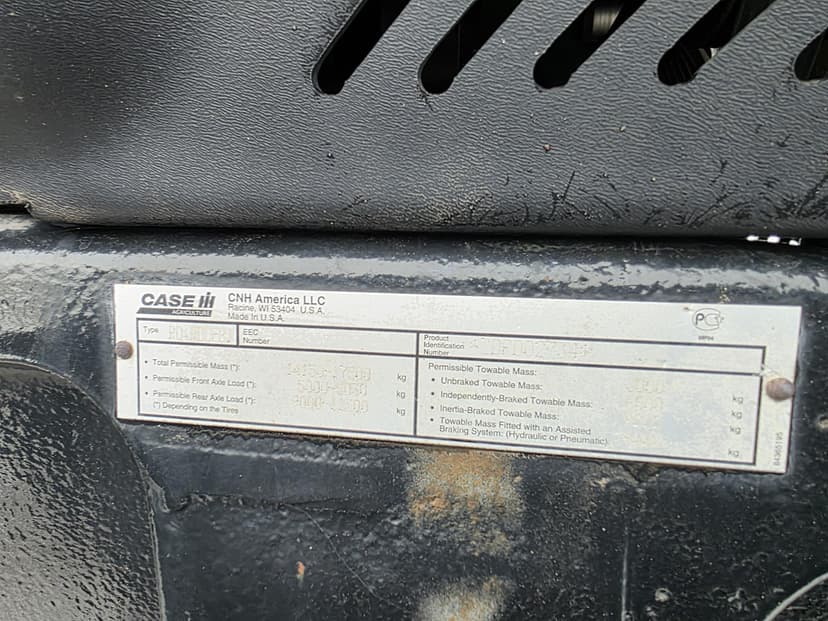 CASE IH
AGRICULTURE
CNH America LLC
Racine, WI 53404 U.S.A.
Made in U.S.A.
Type
EEC
Number
Product
Identification
Number
• Total Permissible Mass (*): kg
• Permissible Front Axle Load (*): kg
• Permissible Rear Axle Load (*): kg
(*) Depending on the Tires
Permissible Towable Mass:
• Unbraked Towable Mass: kg
• Independently-Braked Towable Mass: kg
• Inertia-Braked Towable Mass: kg
• Towable Mass Fitted with an Assisted
Braking System: (Hydraulic or Pneumatic) kg
84365195